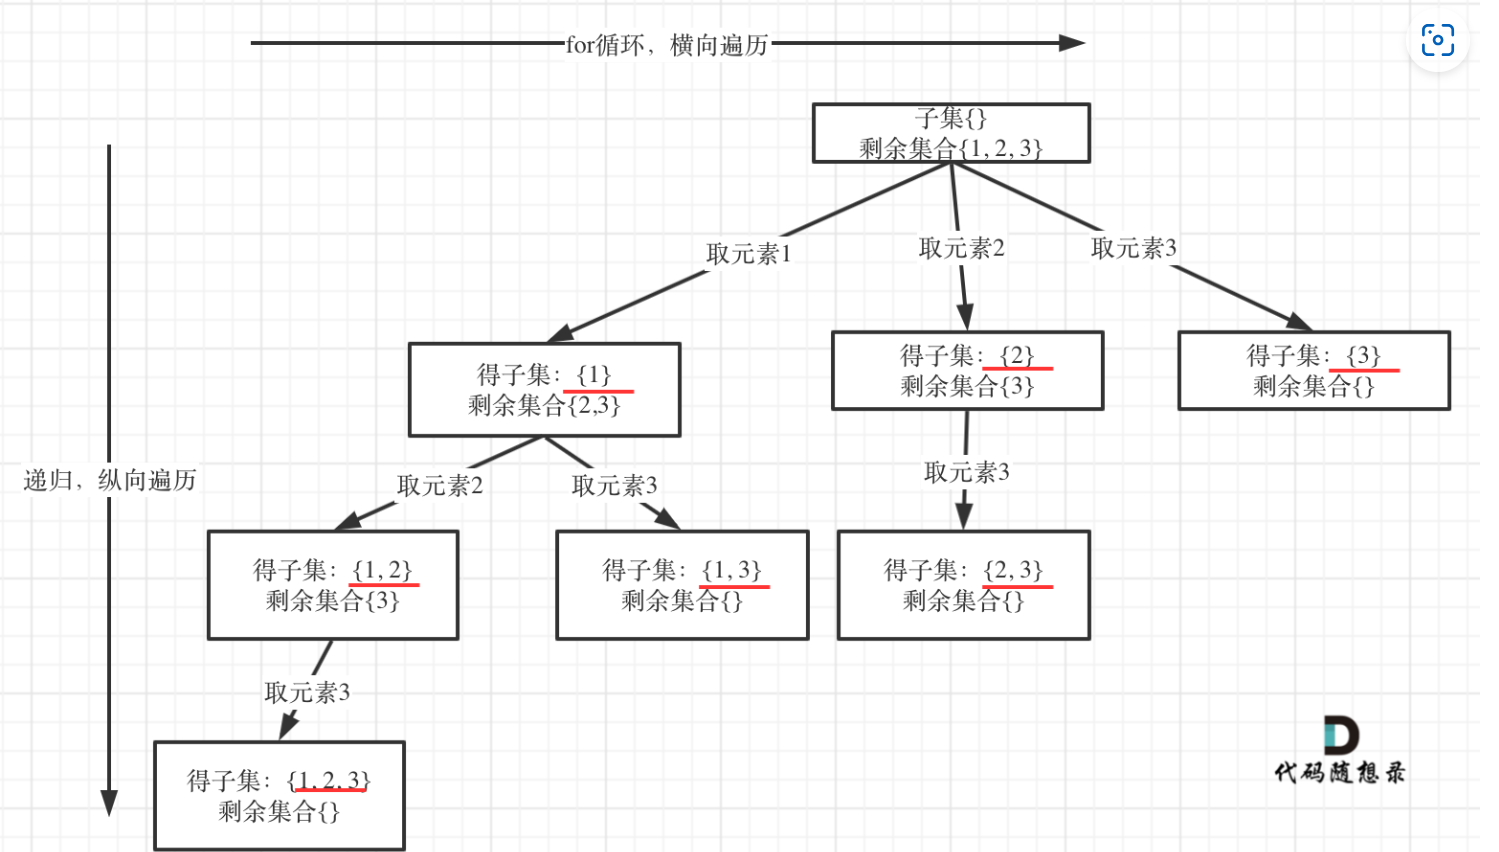 for循环，横向遍历
子集{}
剩余集合{1, 2, 3}
取元素1
取元素2
取元素3
得子集：{1}
剩余集合{2,3}
得子集：{2}
剩余集合{3}
得子集：{3}
剩余集合{}
递归，纵向遍历
取元素2
取元素3
取元素3
得子集：{1, 2}
剩余集合{3}
得子集：{1, 3}
剩余集合{}
得子集：{2, 3}
剩余集合{}
取元素3
得子集：{1, 2, 3}
剩余集合{}
代码随想录